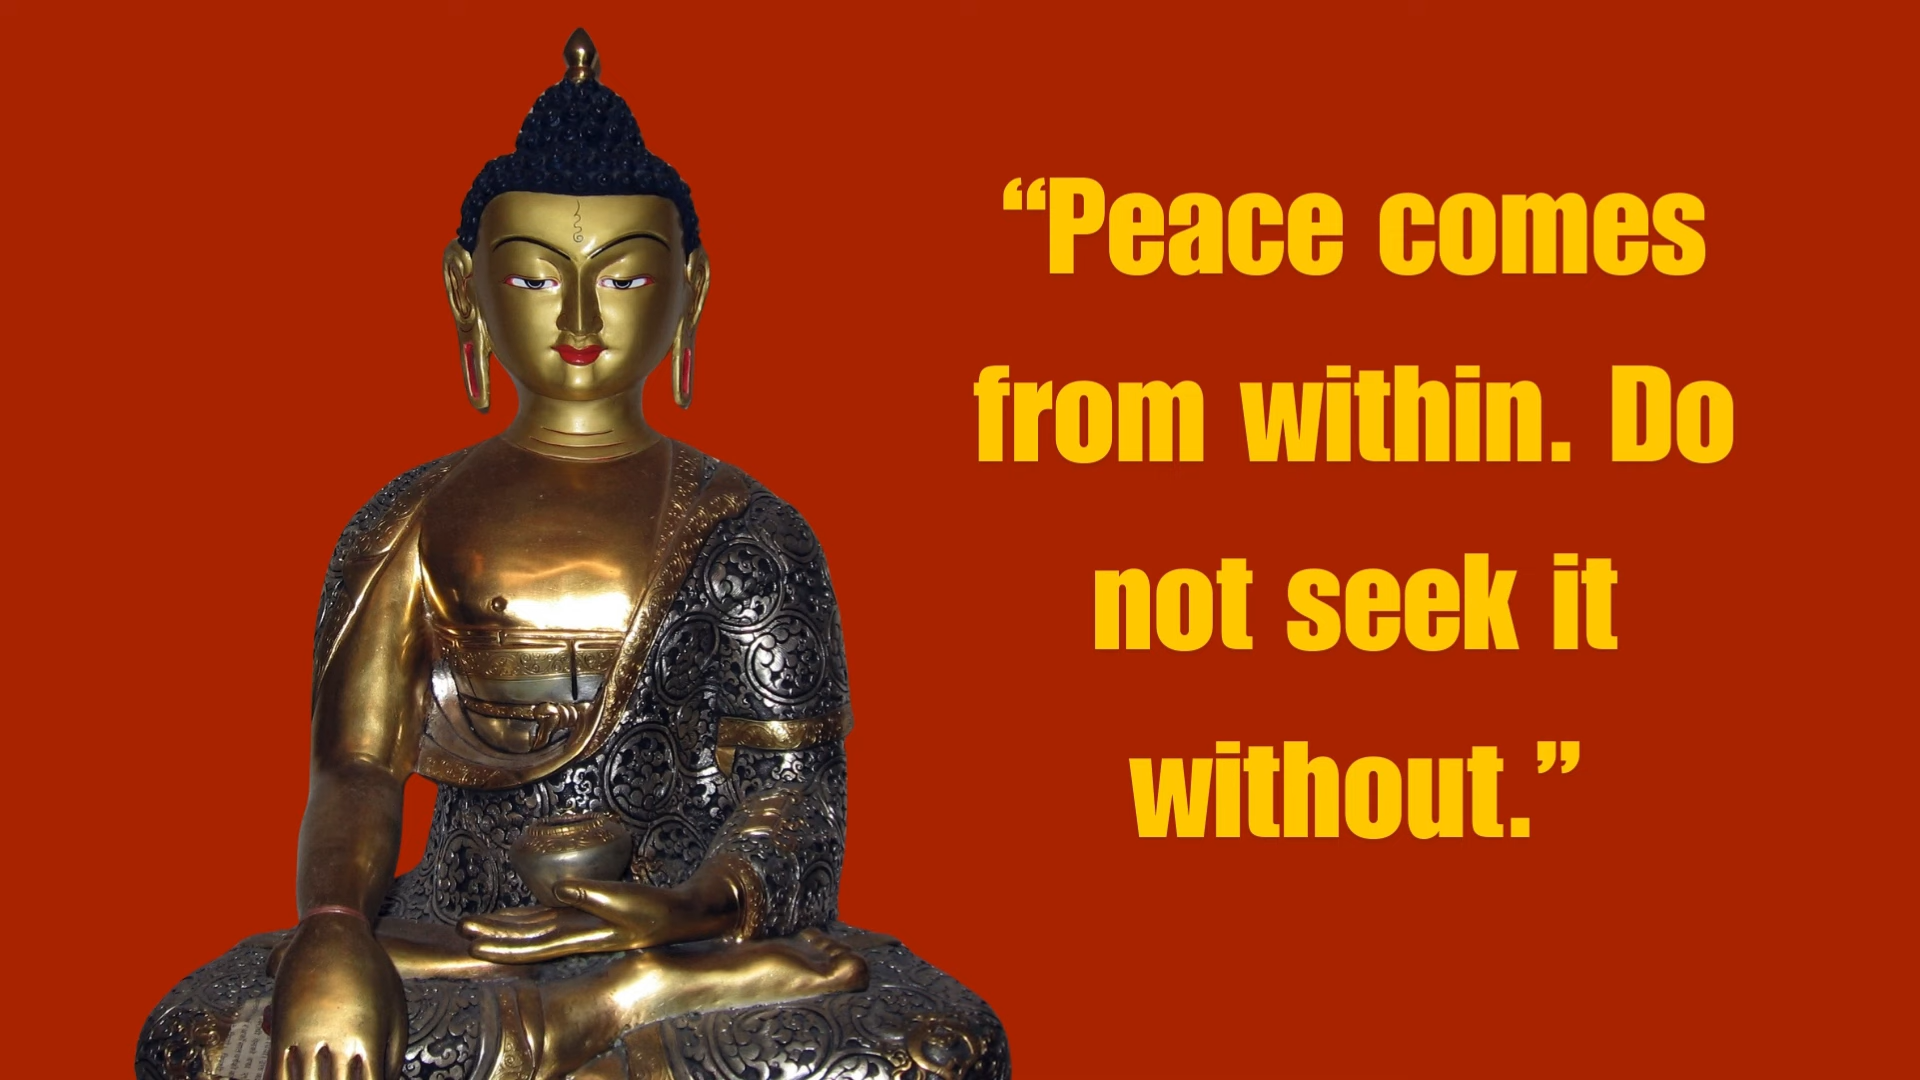 “Peace comes
from within. Do
not seek it
without.”